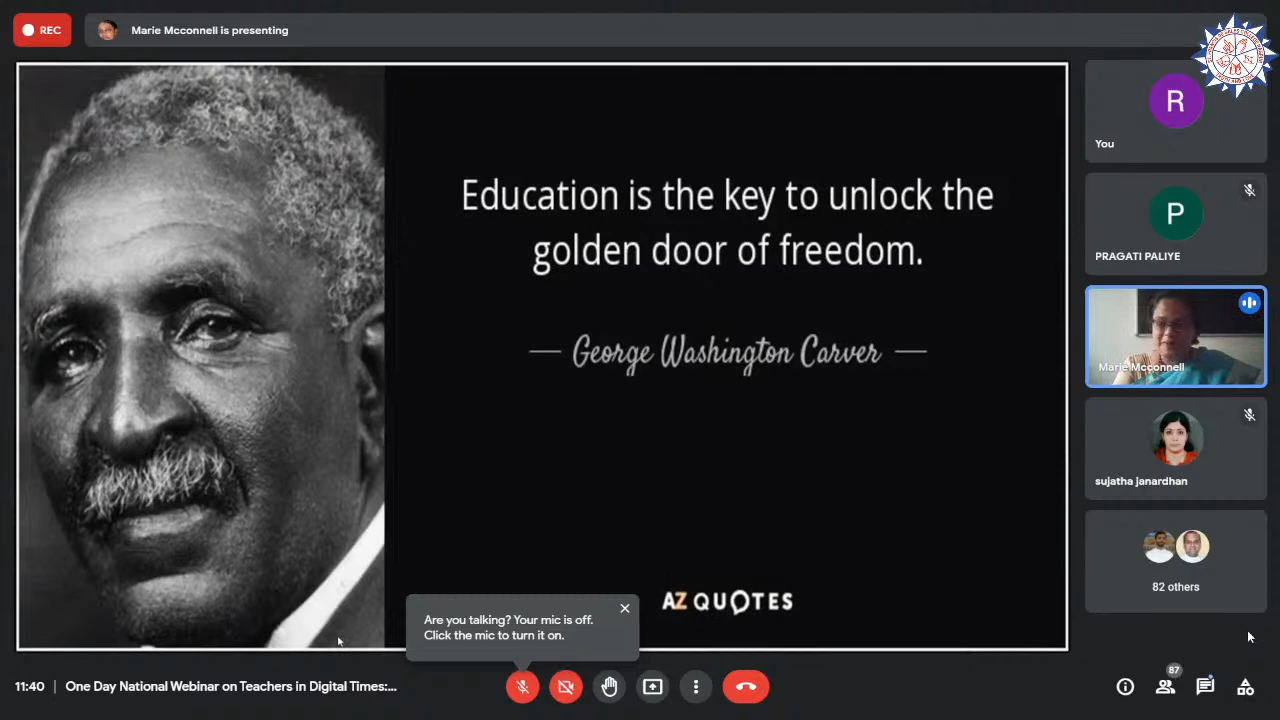 REC
Marie Mcconnell is presenting
Education is the key to unlock the
golden door of freedom.
— George Washington Carver —
AZ QUOTES
R
You
P
PRAGATI PALIYE
Marie Mcconnell
sujatha janardhan
82 others
Are you talking? Your mic is off.
Click the mic to turn it on.
11:40 | One Day National Webinar on Teachers in Digital Times:...
87